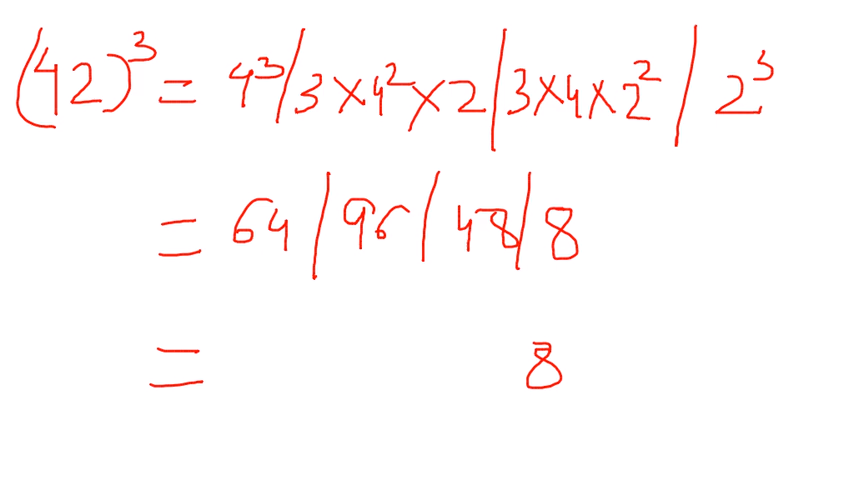 (42)³ = 4³/3×4²×2/3×4×2²/2³
= 64/96/48/8
= 8